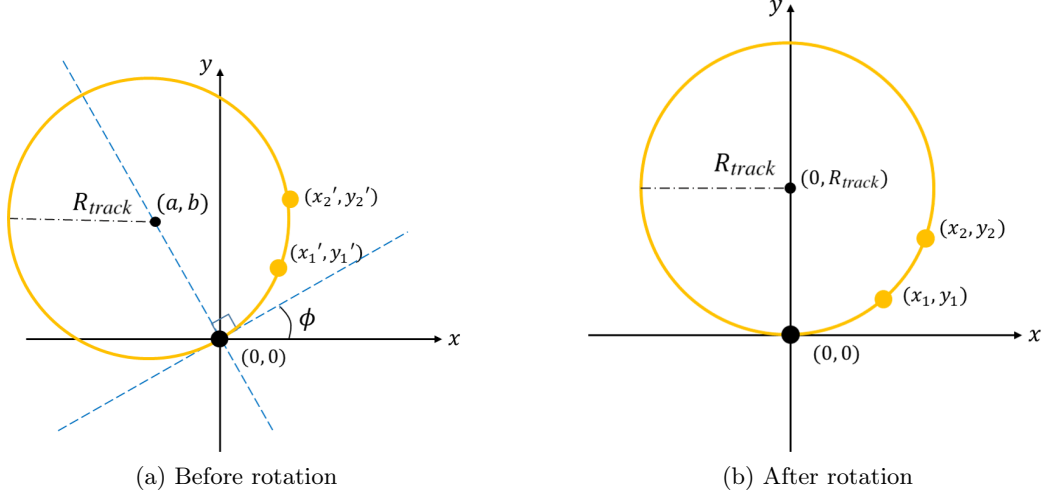 y
R_track
(a, b)
(x₂′, y₂′)
(x₁′, y₁′)
ϕ
x
(0, 0)
(a) Before rotation
y
R_track
(0, R_track)
(x₂, y₂)
(x₁, y₁)
x
(0, 0)
(b) After rotation